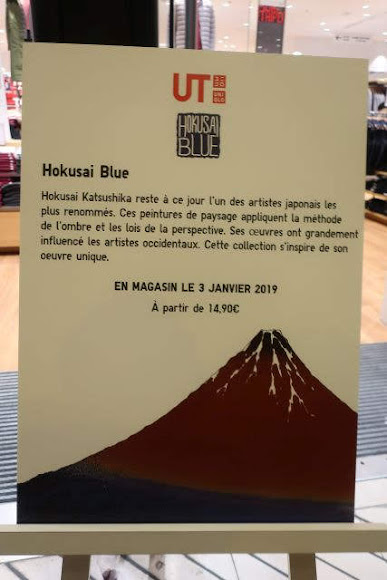 UT
UNI
QLO
HOKUSAI
BLUE
Hokusai Blue
Hokusai Katsushika reste à ce jour l'un des artistes japonais les
plus renommés. Ces peintures de paysage appliquent la méthode
de l'ombre et les lois de la perspective. Ses œuvres ont grandement
influencé les artistes occidentaux. Cette collection s'inspire de son
oeuvre unique.
EN MAGASIN LE 3 JANVIER 2019
À partir de 14,90€